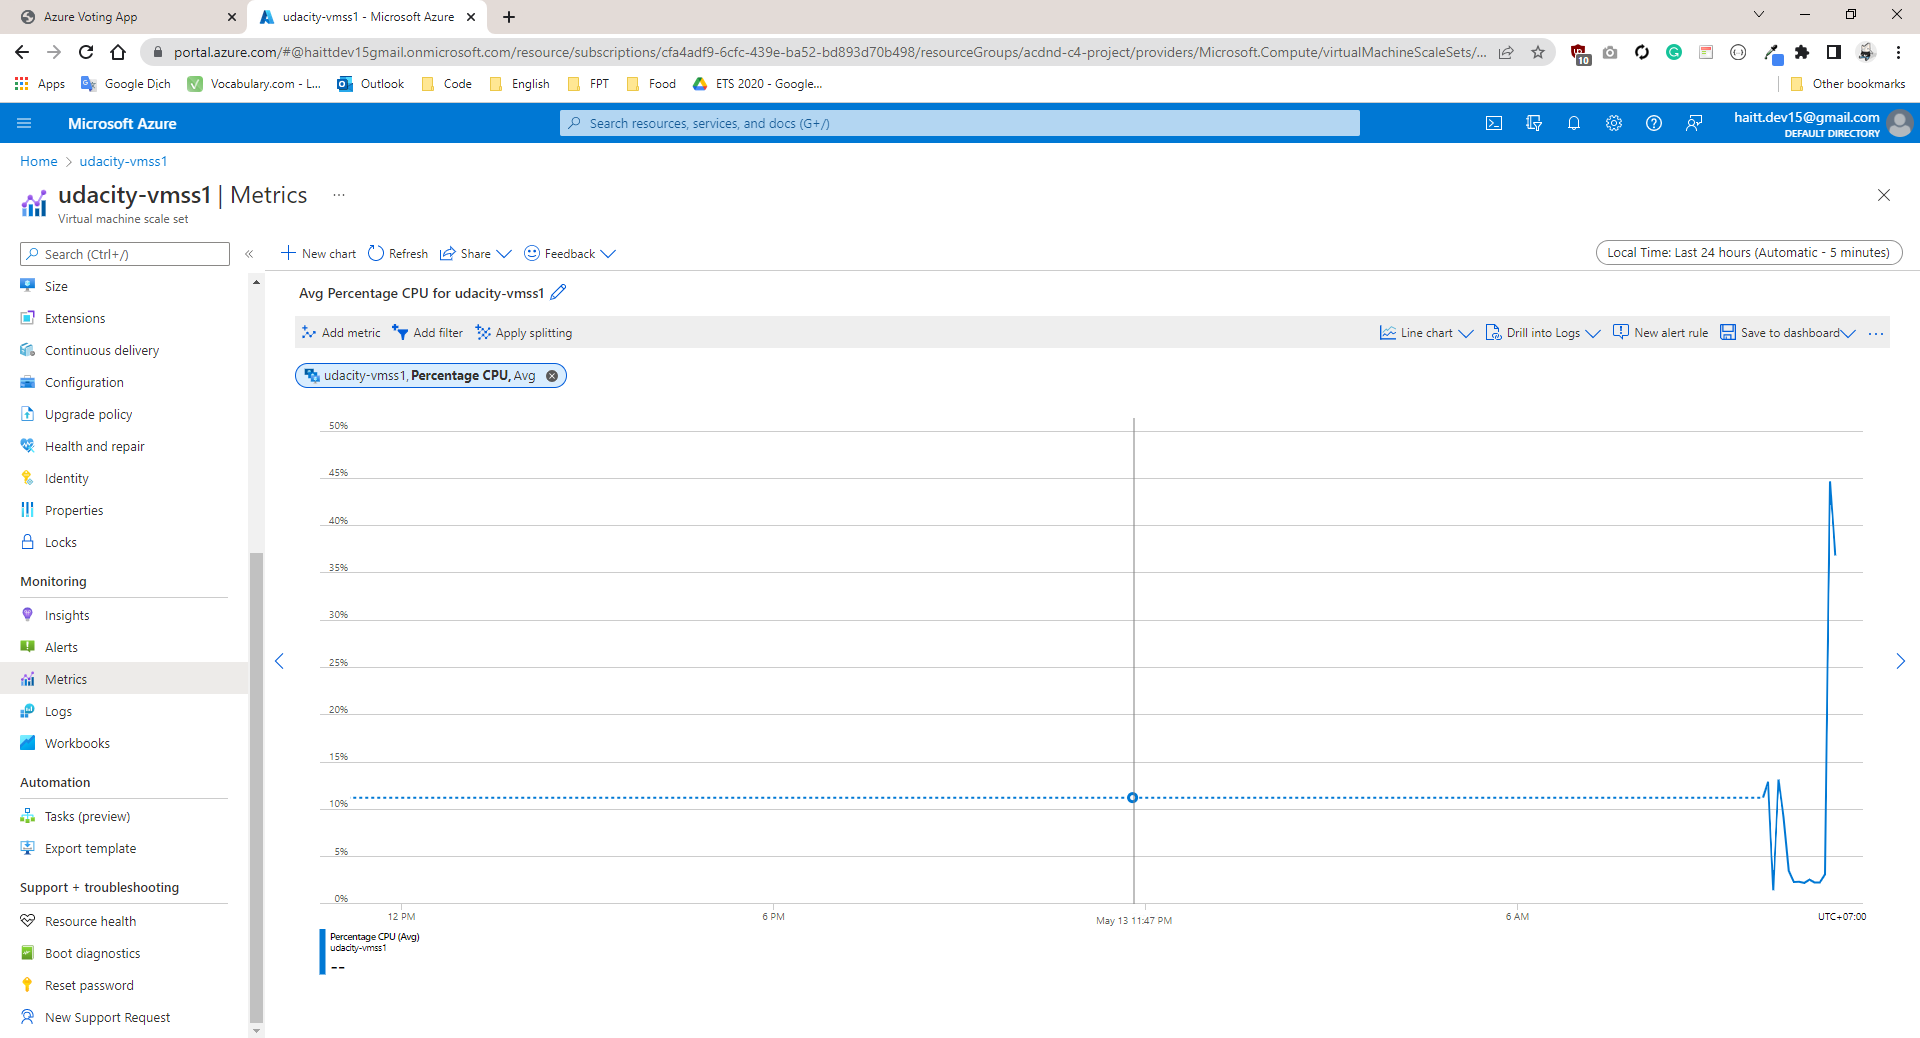 Azure Voting App
udacity-vmss1 - Microsoft Azure
portal.azure.com/#@haittdev15gmail.onmicrosoft.com/resource/subscriptions/cfa4adf9-6cfc-439e-ba52-bd893d70b498/resourceGroups/acdnd-c4-project/providers/Microsoft.Compute/virtualMachineScaleSets/...
10
Apps
Google Dịch
Vocabulary.com - L...
Outlook
Code
English
FPT
Food
ETS 2020 - Google...
Other bookmarks
Microsoft Azure
Search resources, services, and docs (G+/)
haitt.dev15@gmail.com
DEFAULT DIRECTORY
Home > udacity-vmss1
udacity-vmss1 | Metrics ...
Virtual machine scale set
Search (Ctrl+/)
«
New chart
Refresh
Share
Feedback
Local Time: Last 24 hours (Automatic - 5 minutes)
Size
Extensions
Continuous delivery
Configuration
Upgrade policy
Health and repair
Identity
Properties
Locks
Monitoring
Insights
Alerts
Metrics
Logs
Workbooks
Automation
Tasks (preview)
Export template
Support + troubleshooting
Resource health
Boot diagnostics
Reset password
New Support Request
Avg Percentage CPU for udacity-vmss1
Add metric
Add filter
Apply splitting
Line chart
Drill into Logs
New alert rule
Save to dashboard
...
udacity-vmss1, Percentage CPU, Avg
50%
45%
40%
35%
30%
25%
20%
15%
10%
5%
0%
12 PM
6 PM
May 13 11:47 PM
6 AM
UTC+07:00
Percentage CPU (Avg)
udacity-vmss1
--